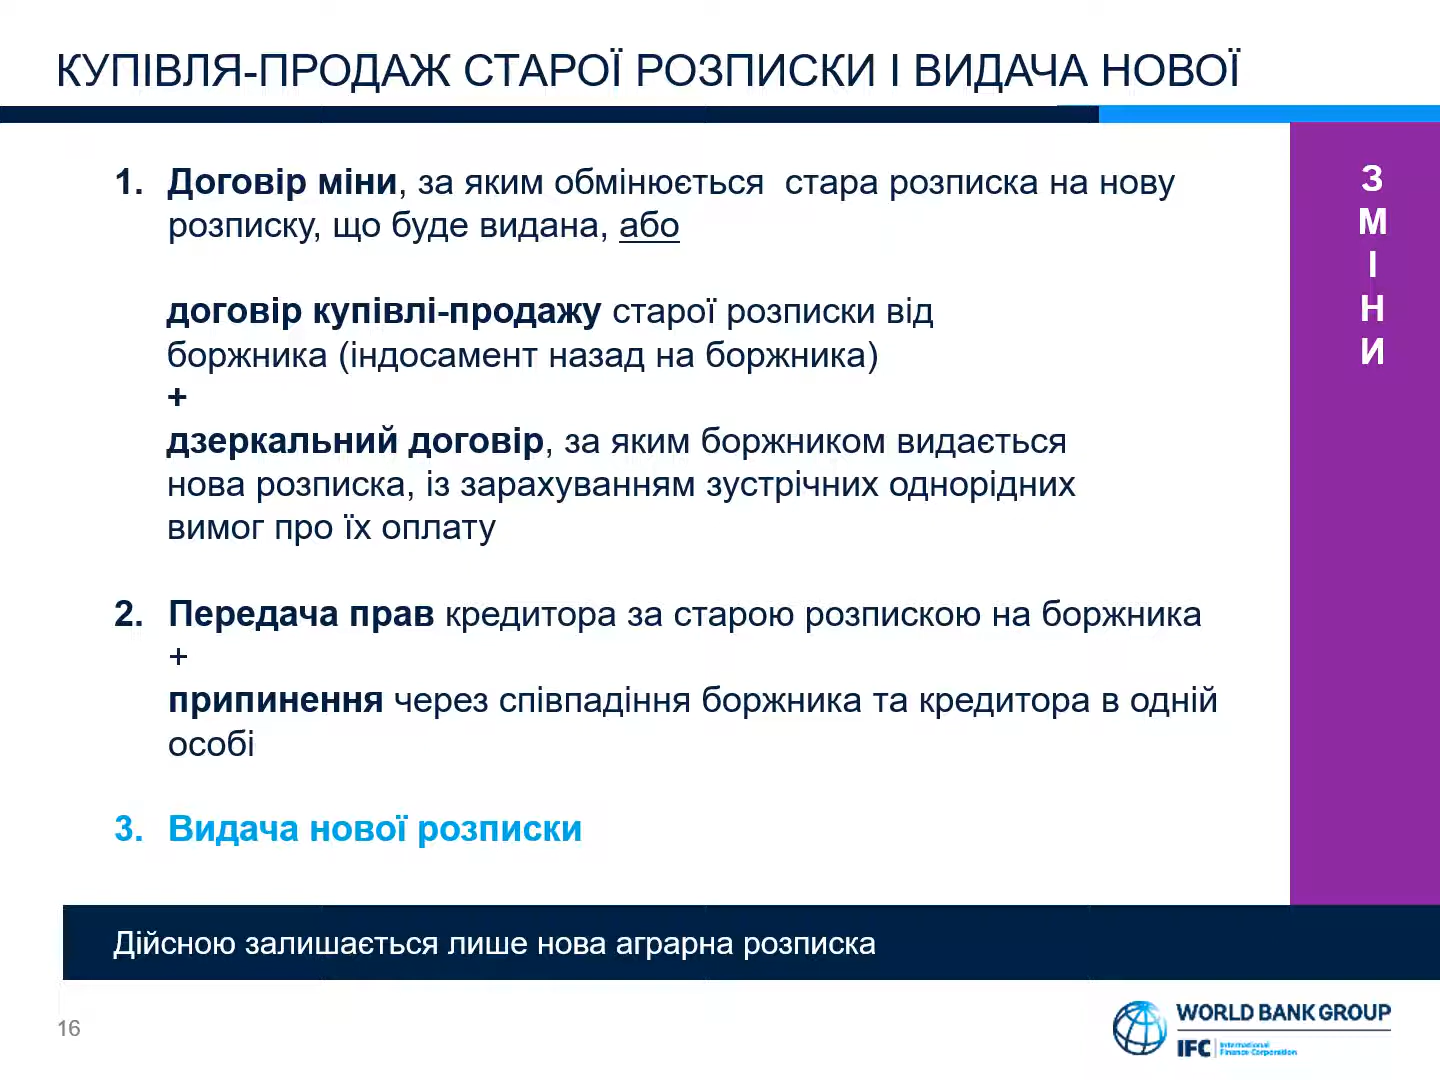 КУПІВЛЯ-ПРОДАЖ СТАРОЇ РОЗПИСКИ І ВИДАЧА НОВОЇ
1. Договір міни, за яким обмінюється стара розписка на нову
розписку, що буде видана, або
договір купівлі-продажу старої розписки від
боржника (індосамент назад на боржника)
+
дзеркальний договір, за яким боржником видається
нова розписка, із зарахуванням зустрічних однорідних
вимог про їх оплату
2. Передача прав кредитора за старою розпискою на боржника
+
припинення через співпадіння боржника та кредитора в одній
особі
3. Видача нової розписки
З
М
І
Н
И
Дійсною залишається лише нова аграрна розписка
16
WORLD BANK GROUP
IFC International
Finance Corporation